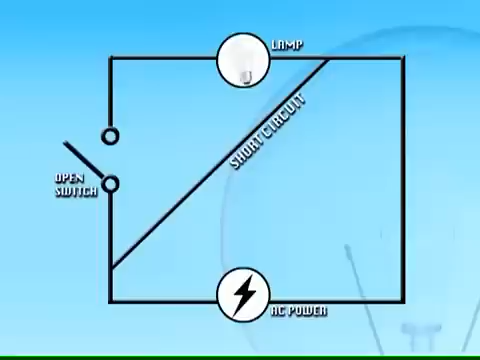 LAMP
SHORT CIRCUIT
OPEN
SWITCH
AC POWER